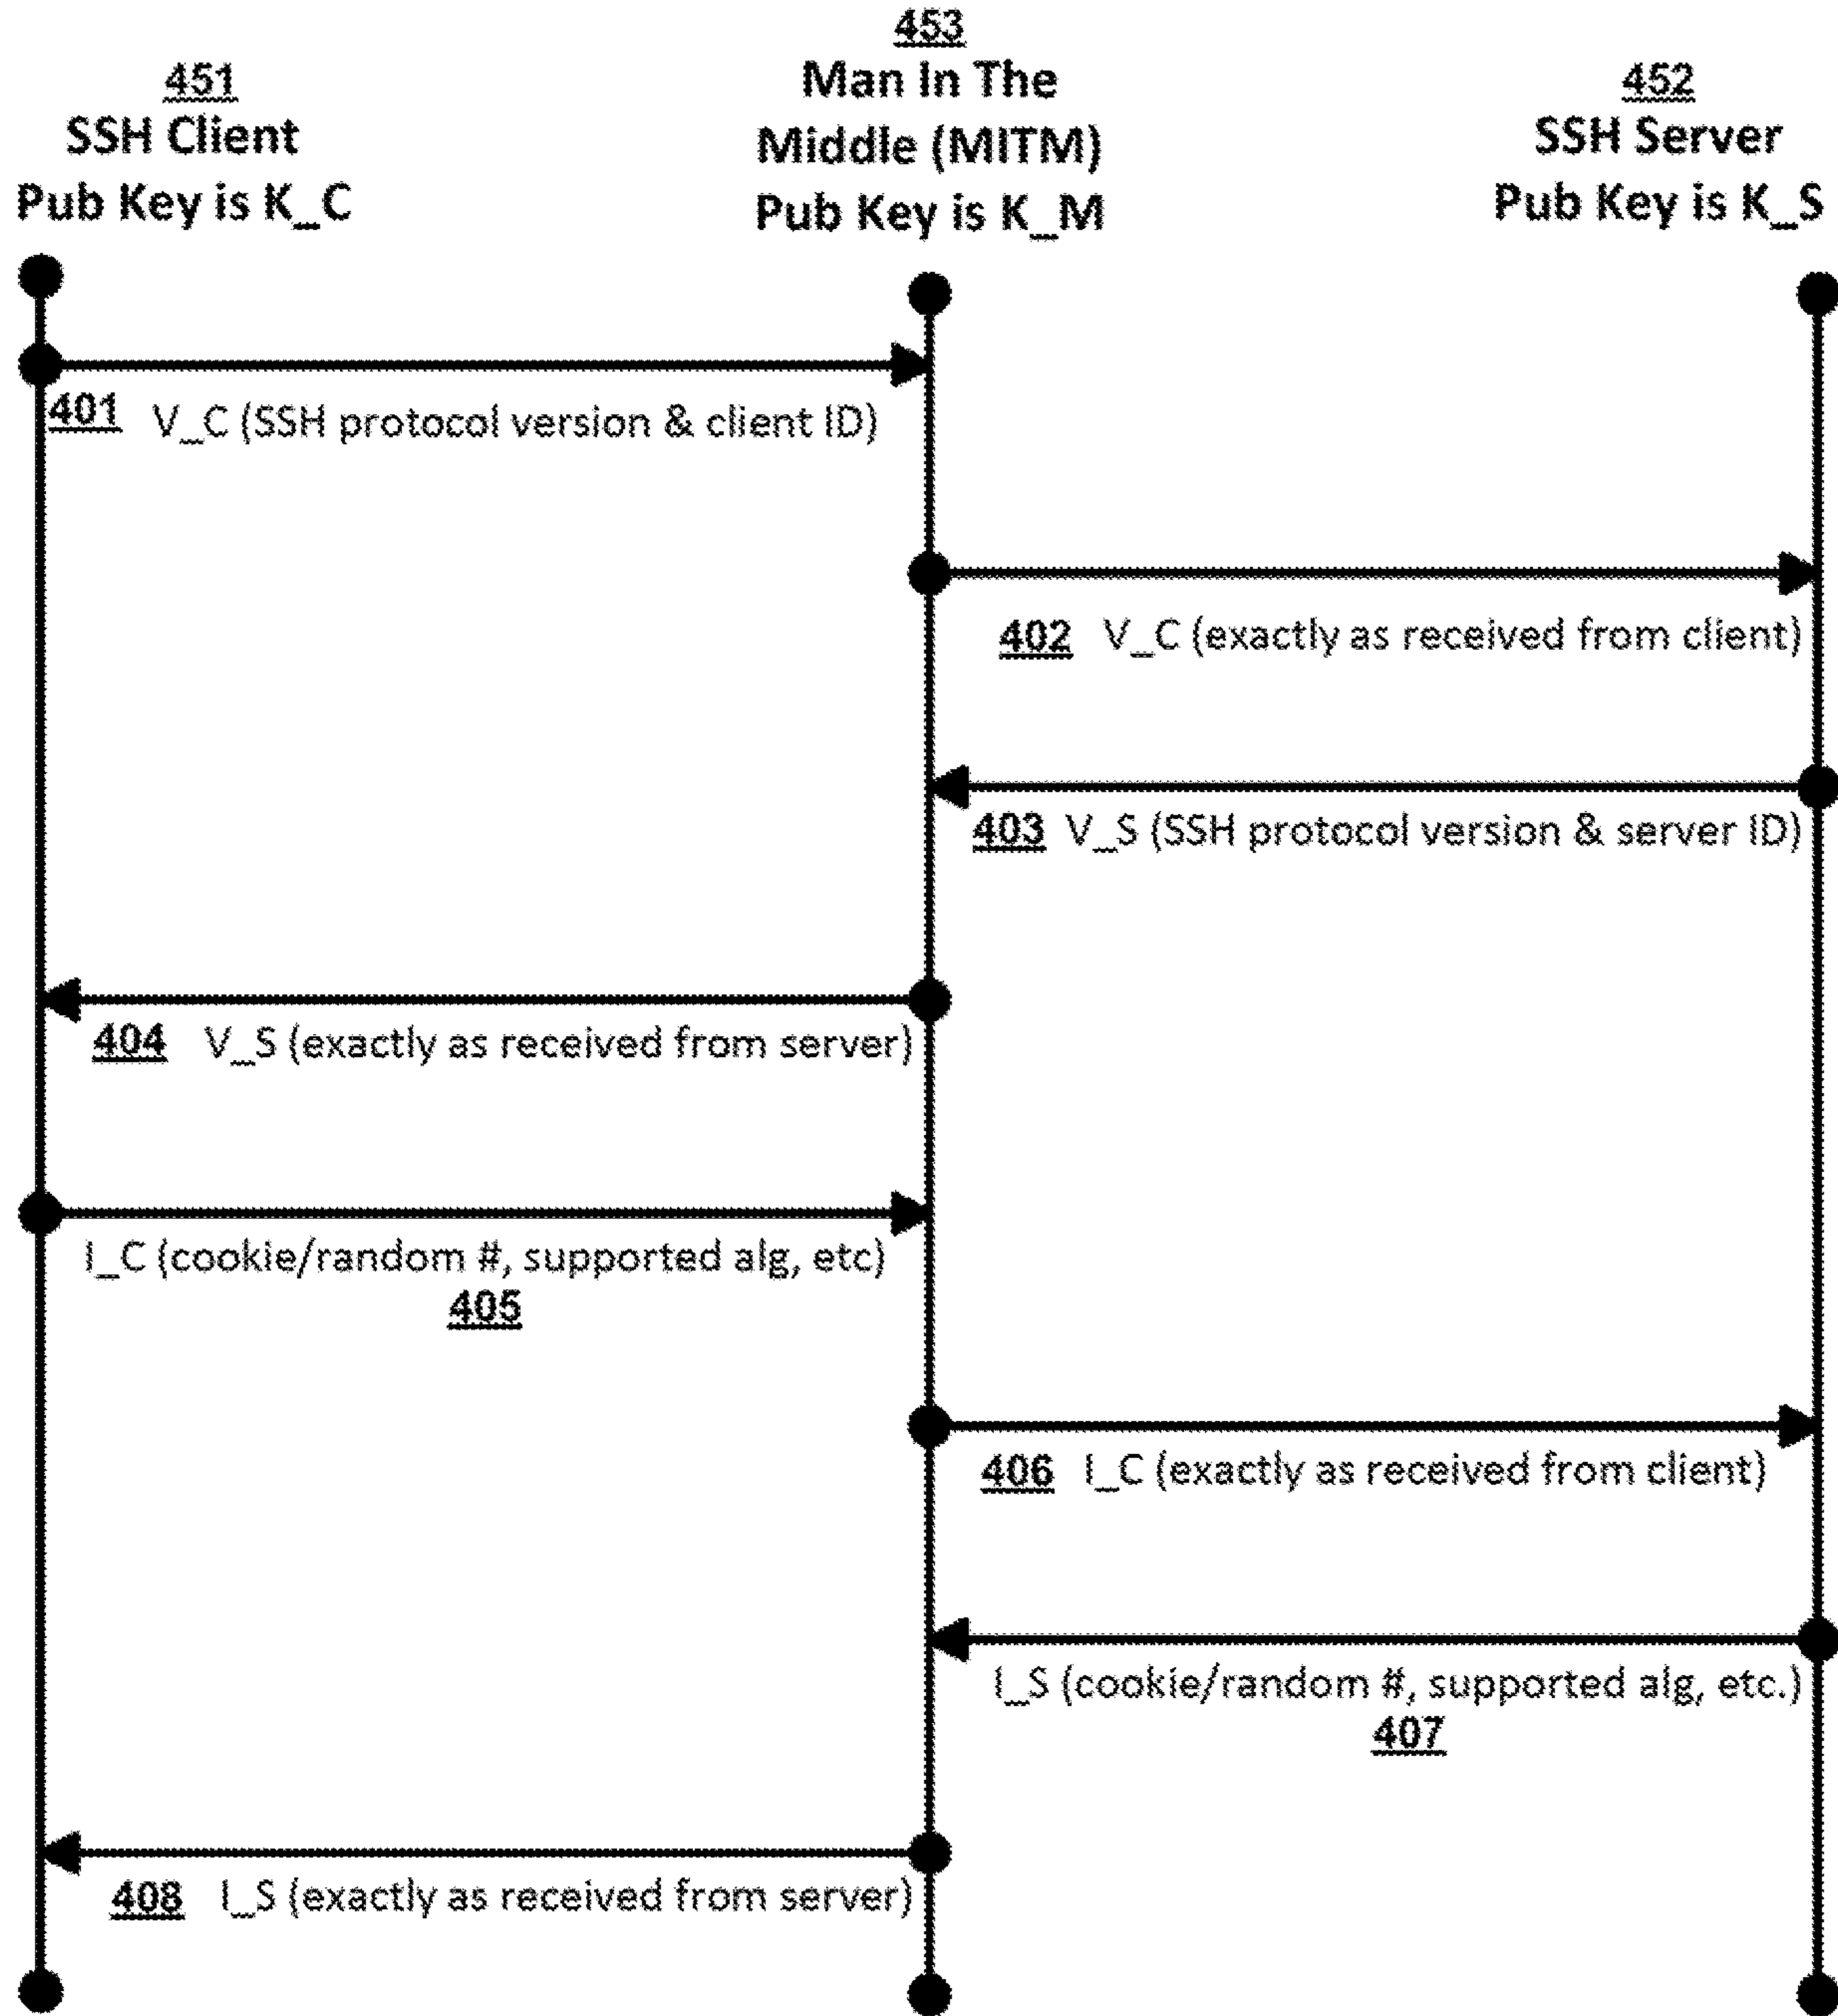 451
SSH Client
Pub Key is K_C
453
Man In The
Middle (MITM)
Pub Key is K_M
452
SSH Server
Pub Key is K_S
401 V_C (SSH protocol version & client ID)
402 V_C (exactly as received from client)
403 V_S (SSH protocol version & server ID)
404 V_S (exactly as received from server)
I_C (cookie/random #, supported alg, etc)
405
406 I_C (exactly as received from client)
I_S (cookie/random #, supported alg, etc.)
407
408 I_S (exactly as received from server)